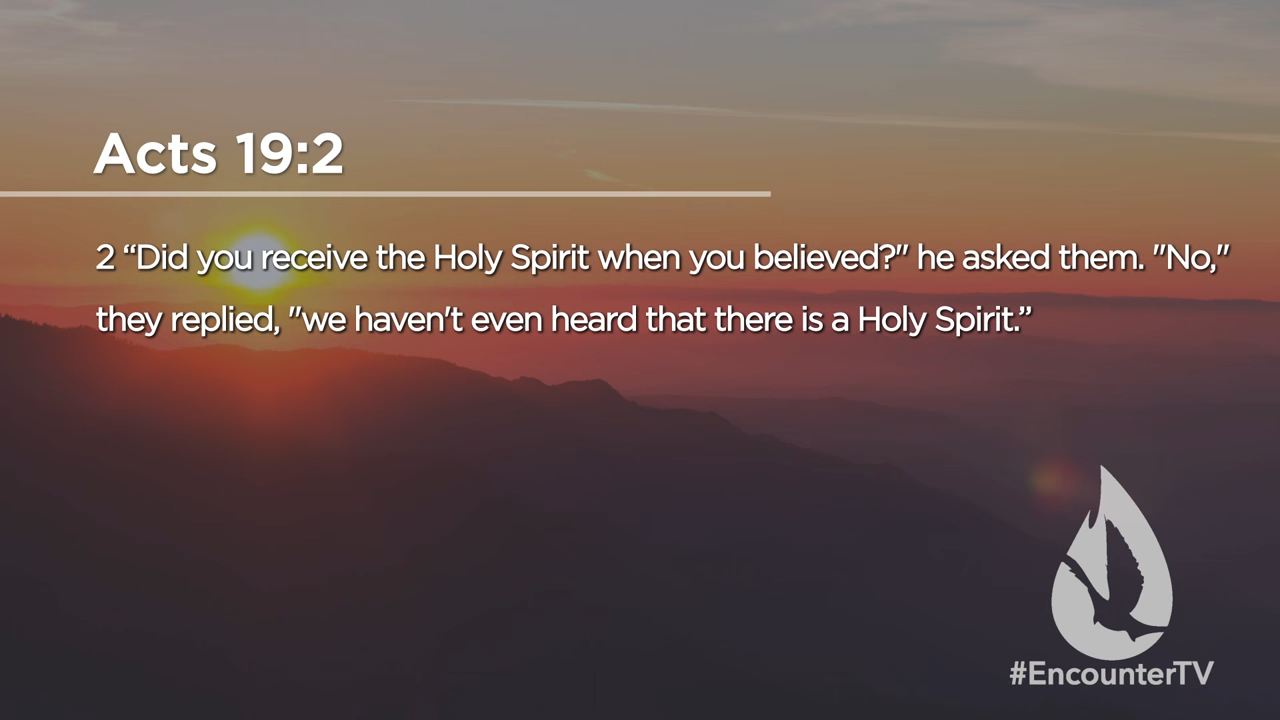 Acts 19:2
2 “Did you receive the Holy Spirit when you believed?" he asked them. "No,"
they replied, "we haven't even heard that there is a Holy Spirit.”
#EncounterTV